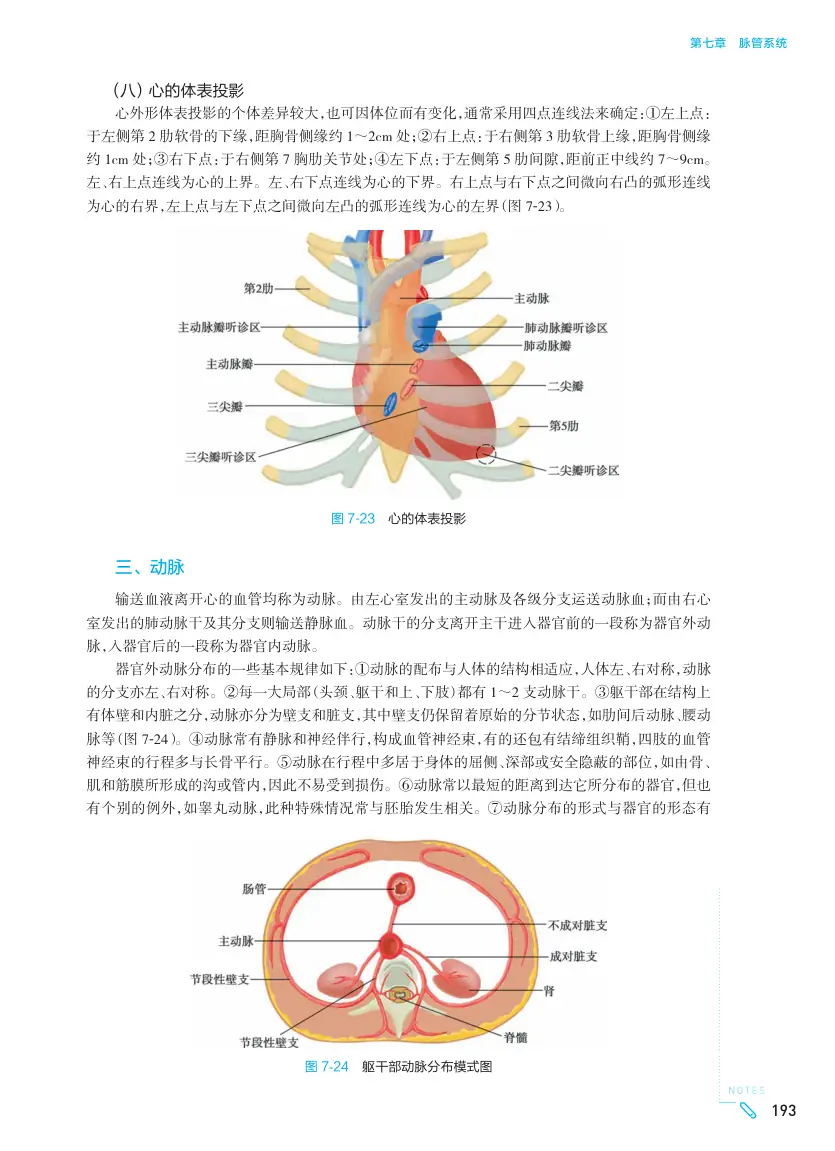 第七章 脉管系统
（八）心的体表投影
心外形体表投影的个体差异较大，也可因体位而有变化，通常采用四点连线法来确定：①左上点：
于左侧第 2 肋软骨的下缘，距胸骨侧缘约 1～2cm 处；②右上点：于右侧第 3 肋软骨上缘，距胸骨侧缘
约 1cm 处；③右下点：于右侧第 7 胸肋关节处；④左下点：于左侧第 5 肋间隙，距前正中线约 7～9cm。
左、右上点连线为心的上界。左、右下点连线为心的下界。右上点与右下点之间微向右凸的弧形连线
为心的右界，左上点与左下点之间微向左凸的弧形连线为心的左界（图 7-23）。
第2肋
主动脉
主动脉瓣听诊区
肺动脉瓣听诊区
肺动脉瓣
主动脉瓣
二尖瓣
三尖瓣
第5肋
三尖瓣听诊区
二尖瓣听诊区
图 7-23 心的体表投影
三、动脉
输送血液离开心的血管均称为动脉。由左心室发出的主动脉及各级分支运送动脉血；而由右心
室发出的肺动脉干及其分支则输送静脉血。动脉干的分支离开主干进入器官前的一段称为器官外动
脉，入器官后的一段称为器官内动脉。
器官外动脉分布的一些基本规律如下：①动脉的配布与人体的结构相适应，人体左、右对称，动脉
的分支亦左、右对称。②每一大局部（头颈、躯干和上、下肢）都有 1～2 支动脉干。③躯干部在结构上
有体壁和内脏之分，动脉亦分为壁支和脏支，其中壁支仍保留着原始的分节状态，如肋间后动脉、腰动
脉等（图 7-24）。④动脉常有静脉和神经伴行，构成血管神经束，有的还包有结缔组织鞘，四肢的血管
神经束的行程多与长骨平行。⑤动脉在行程中多居于身体的屈侧、深部或安全隐蔽的部位，如由骨、
肌和筋膜所形成的沟或管内，因此不易受到损伤。⑥动脉常以最短的距离到达它所分布的器官，但也
有个别的例外，如睾丸动脉，此种特殊情况常与胚胎发生相关。⑦动脉分布的形式与器官的形态有
肠管
不成对脏支
主动脉
成对脏支
节段性壁支
肾
节段性壁支
脊髓
图 7-24 躯干部动脉分布模式图
NOTES
193